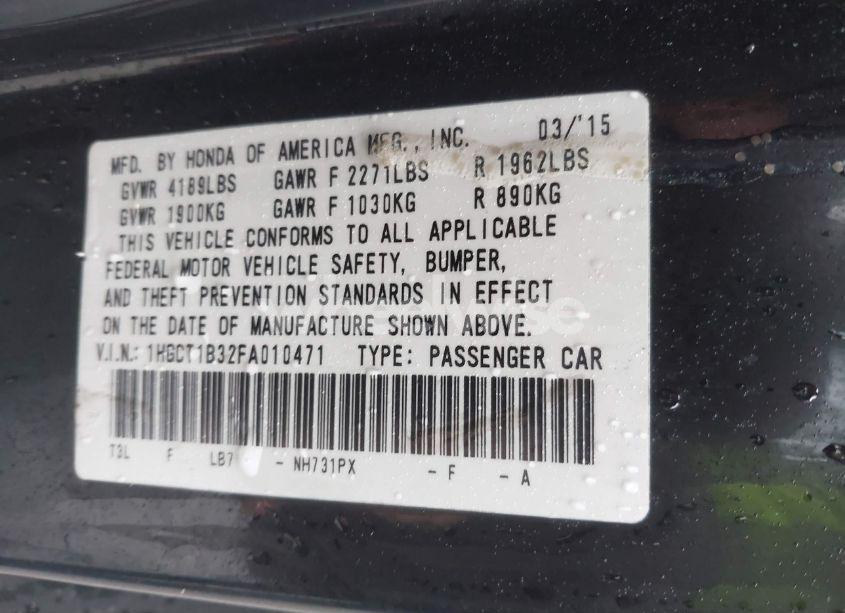 MFD. BY HONDA OF AMERICA MFG., INC. 03/'15
GVWR 4189LBS GAWR F 2271LBS R 1962LBS
GVWR 1900KG GAWR F 1030KG R 890KG
THIS VEHICLE CONFORMS TO ALL APPLICABLE
FEDERAL MOTOR VEHICLE SAFETY, BUMPER,
AND THEFT PREVENTION STANDARDS IN EFFECT
ON THE DATE OF MANUFACTURE SHOWN ABOVE.
V.I.N.: 1HGCT1B32FA010471 TYPE: PASSENGER CAR
T3L F LB7 - NH731PX - F - A